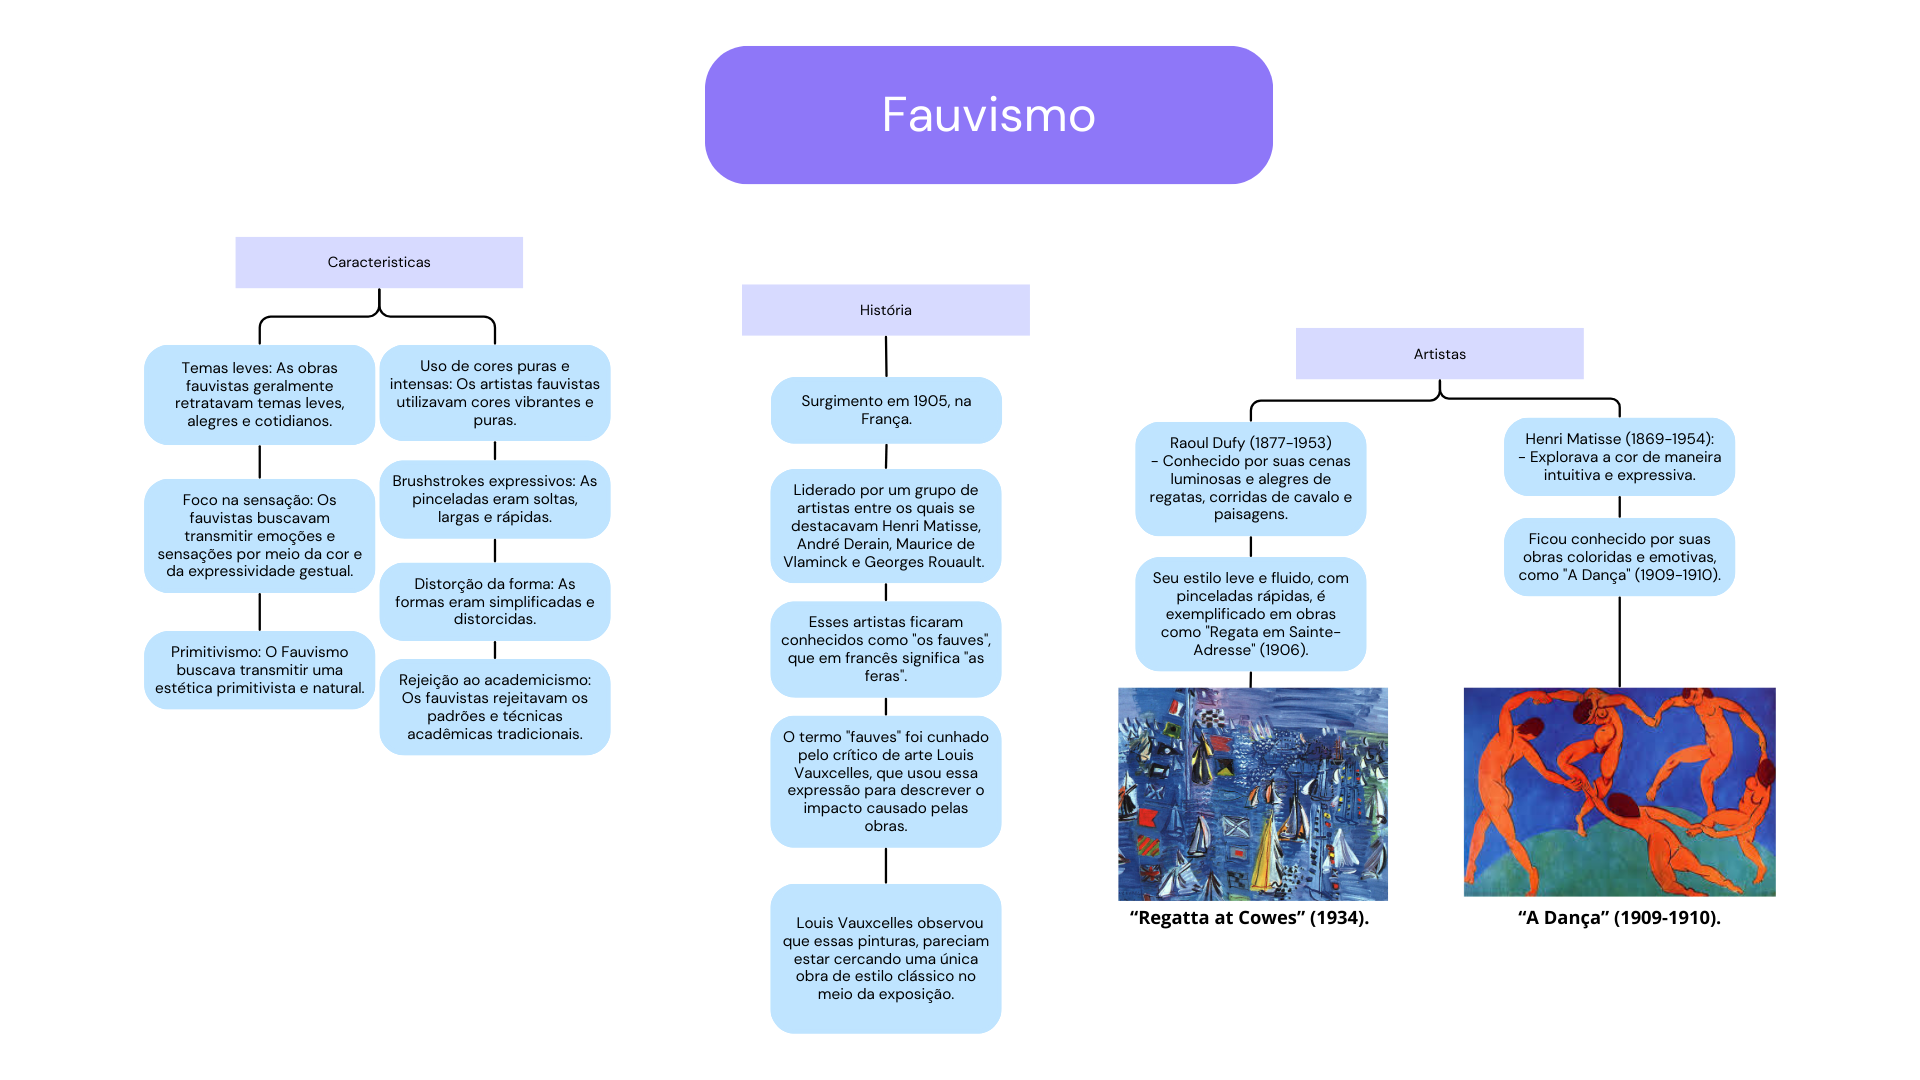 Fauvismo
Caracteristicas
Temas leves: As obras
fauvistas geralmente
retratavam temas leves,
alegres e cotidianos.
Foco na sensação: Os
fauvistas buscavam
transmitir emoções e
sensações por meio da cor e
da expressividade gestual.
Primitivismo: O Fauvismo
buscava transmitir uma
estética primitivista e natural.
Uso de cores puras e
intensas: Os artistas fauvistas
utilizavam cores vibrantes e
puras.
Brushstrokes expressivos: As
pinceladas eram soltas,
largas e rápidas.
Distorção da forma: As
formas eram simplificadas e
distorcidas.
Rejeição ao academicismo:
Os fauvistas rejeitavam os
padrões e técnicas
acadêmicas tradicionais.
História
Surgimento em 1905, na
França.
Liderado por um grupo de
artistas entre os quais se
destacavam Henri Matisse,
André Derain, Maurice de
Vlaminck e Georges Rouault.
Esses artistas ficaram
conhecidos como "os fauves",
que em francês significa "as
feras".
O termo "fauves" foi cunhado
pelo crítico de arte Louis
Vauxcelles, que usou essa
expressão para descrever o
impacto causado pelas
obras.
Louis Vauxcelles observou
que essas pinturas, pareciam
estar cercando uma única
obra de estilo clássico no
meio da exposição.
Artistas
Raoul Dufy (1877-1953)
- Conhecido por suas cenas
luminosas e alegres de
regatas, corridas de cavalo e
paisagens.
Seu estilo leve e fluido, com
pinceladas rápidas, é
exemplificado em obras
como "Regata em Sainte-
Adresse" (1906).
“Regatta at Cowes” (1934).
Henri Matisse (1869-1954):
- Explorava a cor de maneira
intuitiva e expressiva.
Ficou conhecido por suas
obras coloridas e emotivas,
como "A Dança" (1909-1910).
“A Dança” (1909-1910).